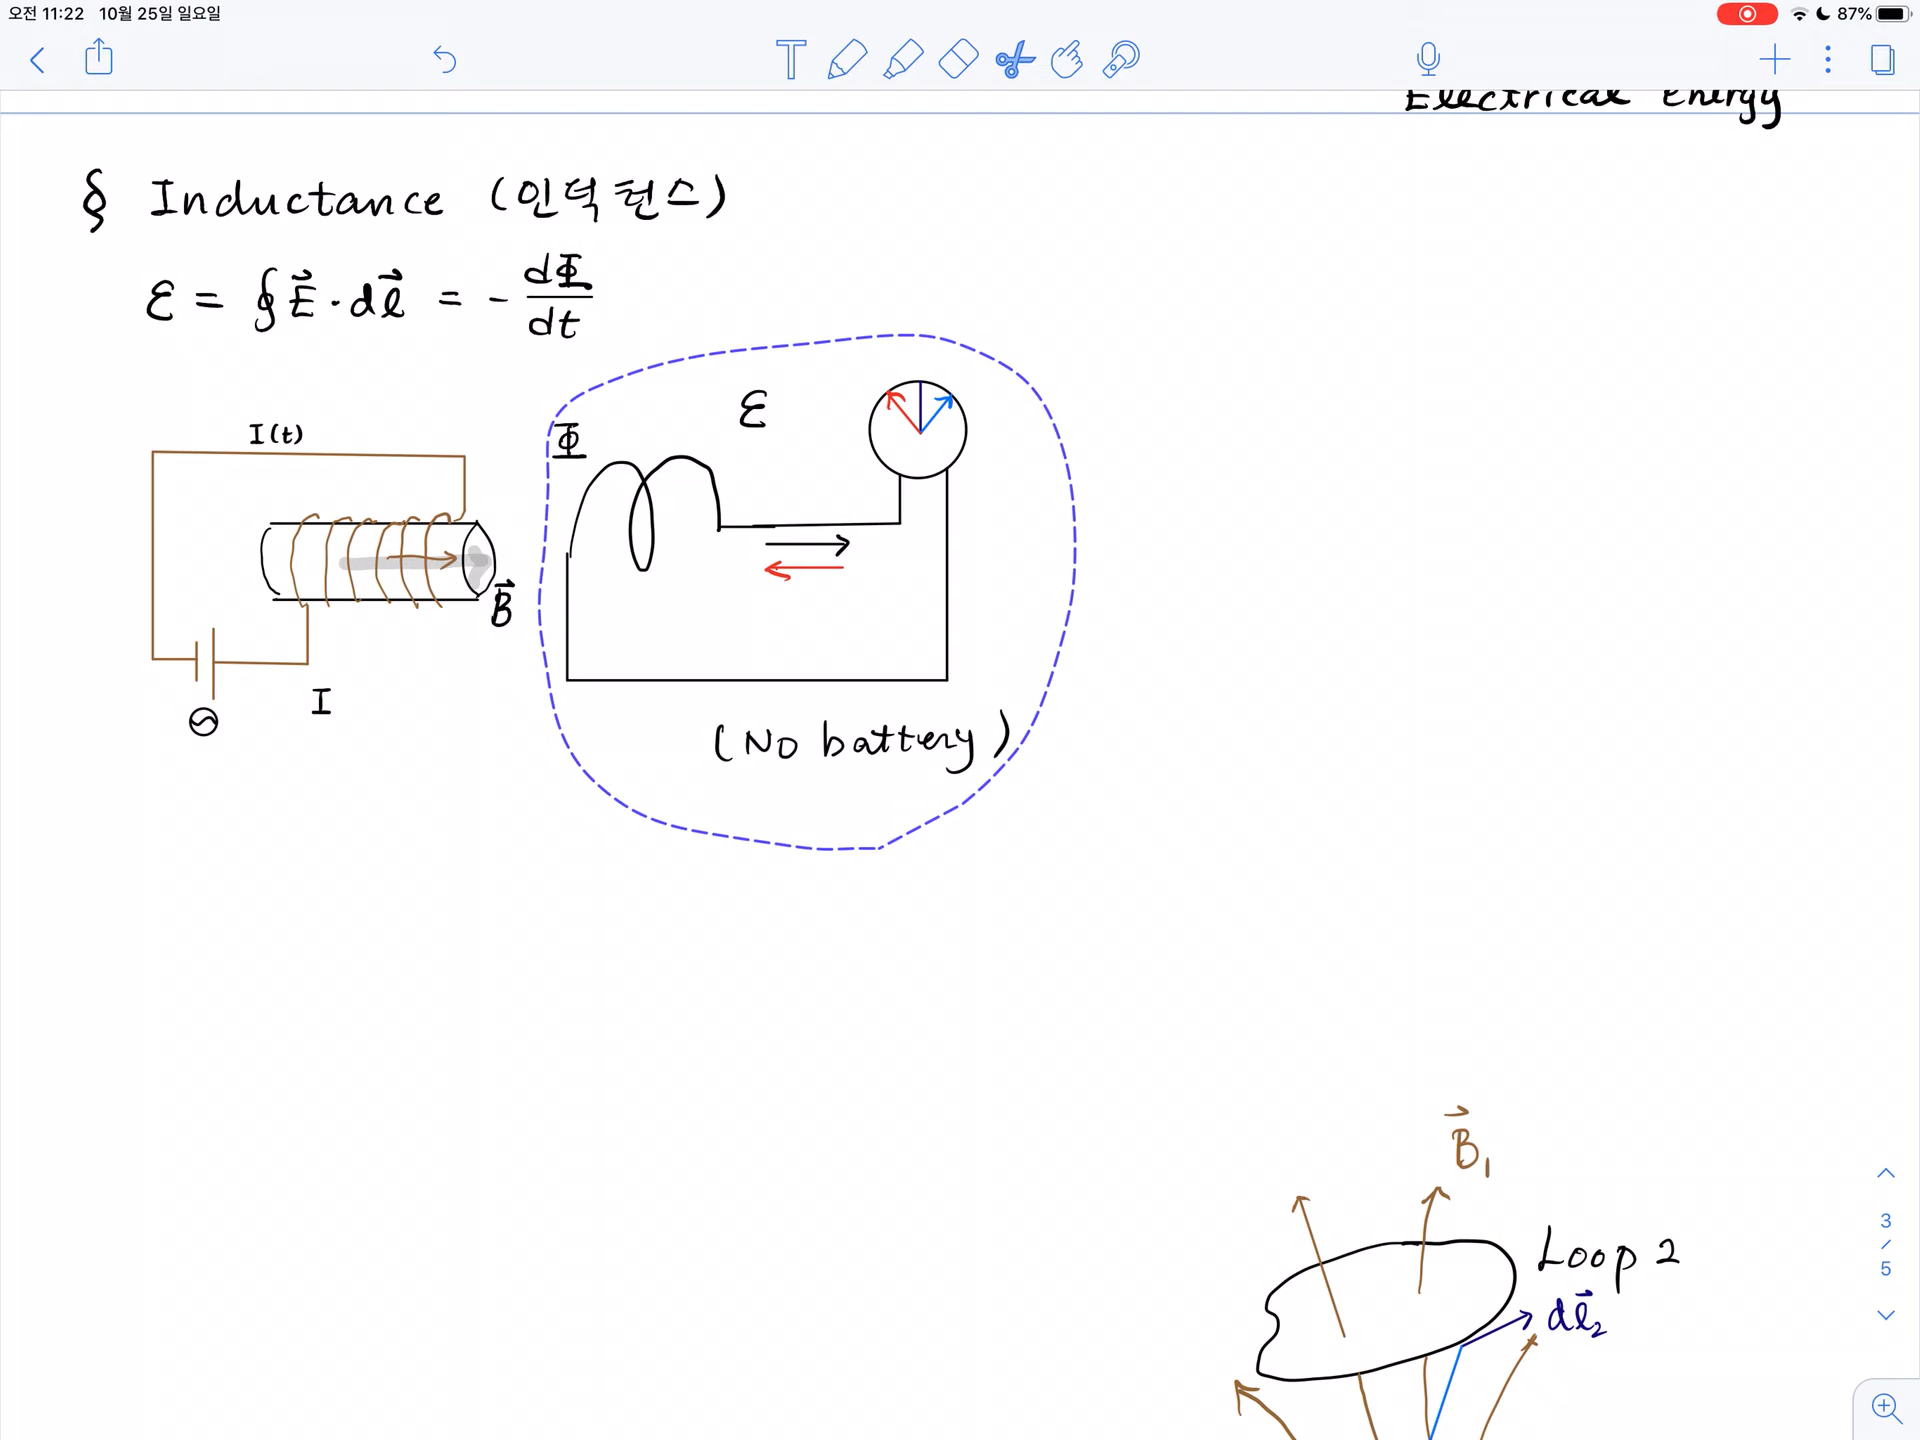 오전 11:22 10월 25일 일요일
87%
Electrical Energy
§ Inductance (인덕턴스)
ℰ = ∮ E⃗ · dl⃗ = - dΦ/dt
ℰ
Φ
I(t)
B⃗
I
(No battery)
B⃗₁
Loop 2
dl⃗₂
3
/
5